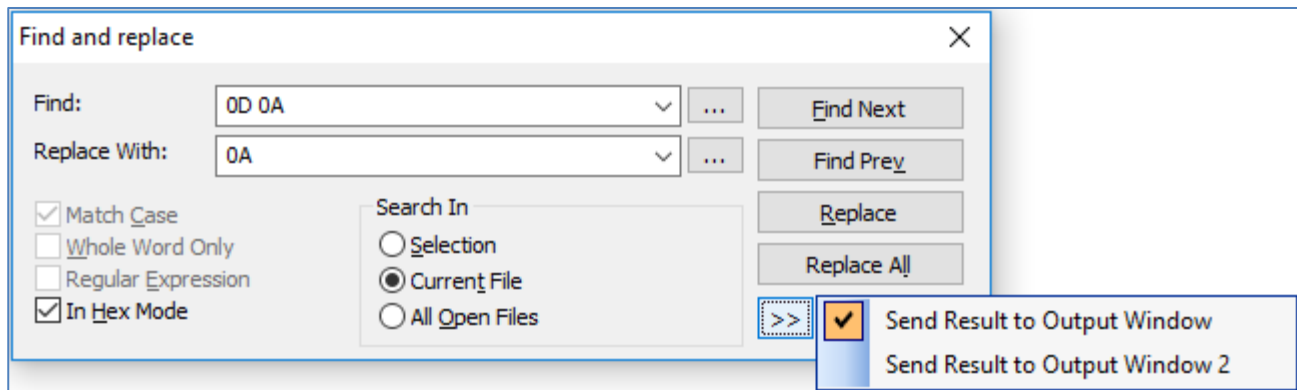 Find and replace
Find:
0D 0A
...
Find Next
Replace With:
0A
...
Find Prev
Match Case
Whole Word Only
Regular Expression
In Hex Mode
Search In
Selection
Current File
All Open Files
Replace
Replace All
>>
Send Result to Output Window
Send Result to Output Window 2